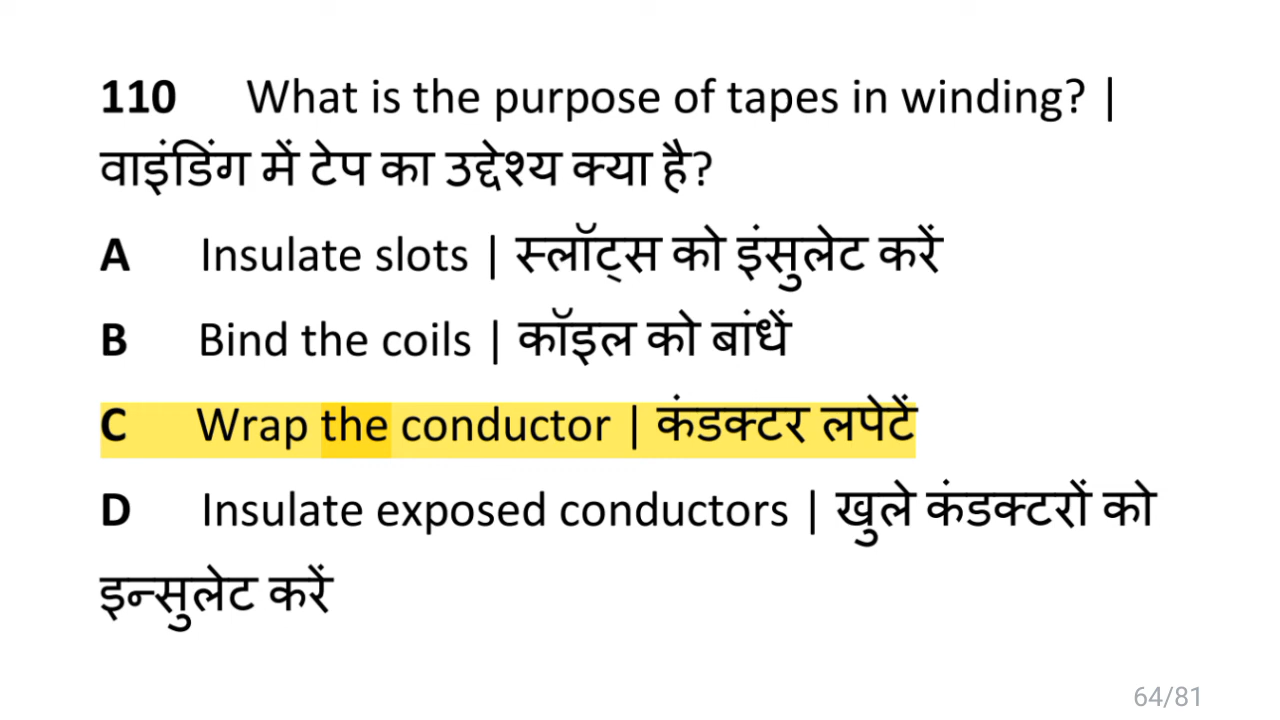 110 What is the purpose of tapes in winding? |
वाइंडिंग में टेप का उद्देश्य क्या है?
A Insulate slots | स्लॉट्स को इंसुलेट करें
B Bind the coils | कॉइल को बांधें
C Wrap the conductor | कंडक्टर लपेटें
D Insulate exposed conductors | खुले कंडक्टरों को
इन्सुलेट करें
64/81